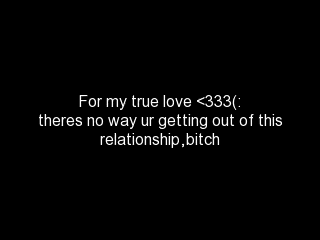 For my true love <333(:
theres no way ur getting out of this
relationship,bitch